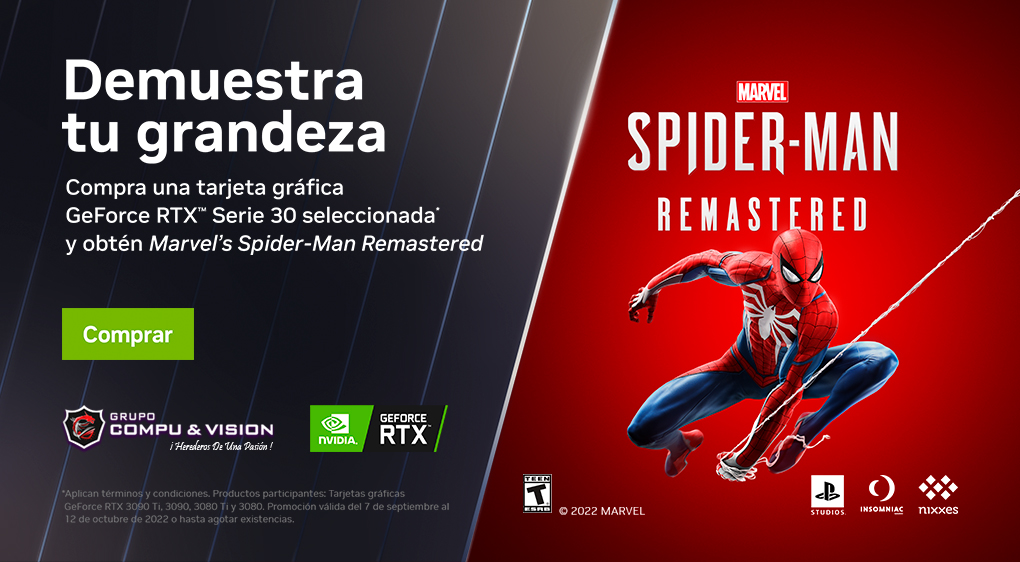 Demuestra
tu grandeza
Compra una tarjeta gráfica
GeForce RTX™ Serie 30 seleccionada*
y obtén Marvel's Spider-Man Remastered
Comprar
GRUPO
COMPU & VISION
¡ Herederos De Una Pasión !
NVIDIA.
GEFORCE
RTX™
*Aplican términos y condiciones. Productos participantes: Tarjetas gráficas
GeForce RTX 3090 Ti, 3090, 3080 Ti y 3080. Promoción válida del 7 de septiembre al
12 de octubre de 2022 o hasta agotar existencias.
MARVEL
SPIDER-MAN
REMASTERED
TEEN
T
ESRB
© 2022 MARVEL
STUDIOS.
INSOMNIAC
nixxes